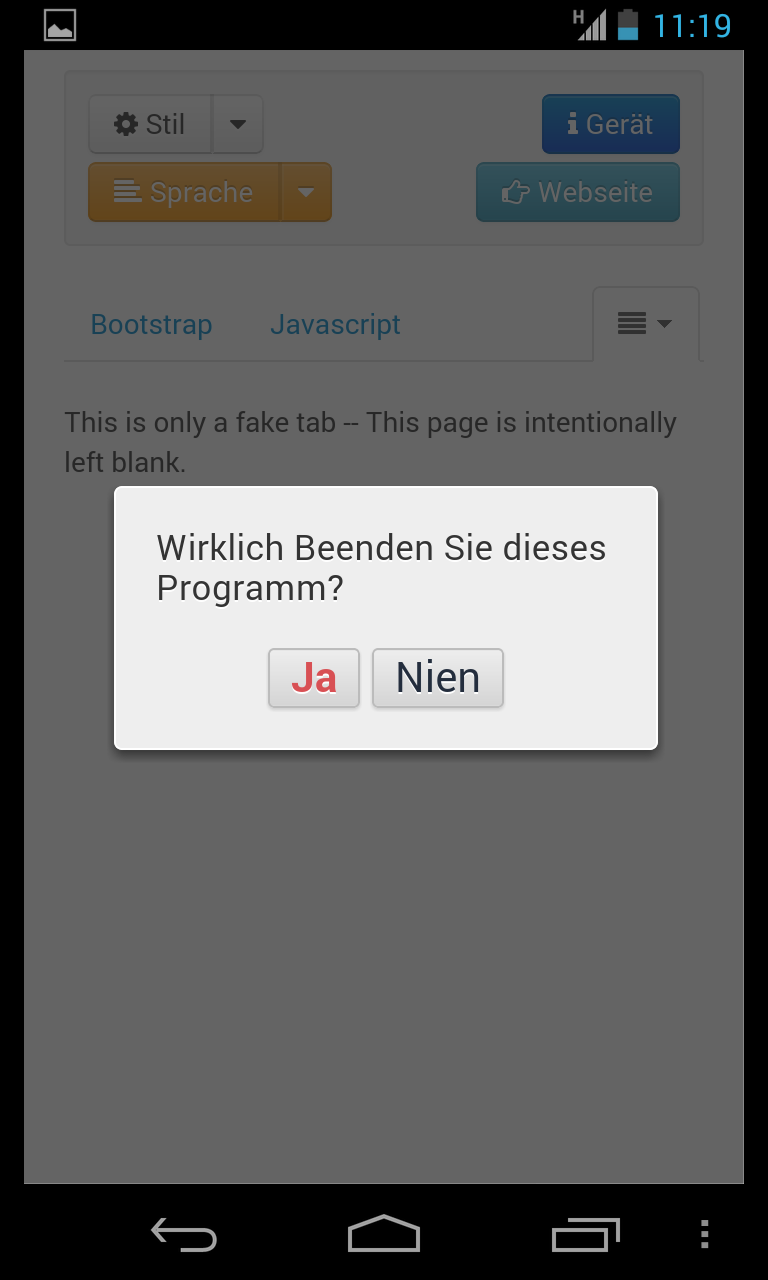 H 11:19
Stil
Gerät
Sprache
Webseite
Bootstrap
Javascript
This is only a fake tab -- This page is intentionally
left blank.
Wirklich Beenden Sie dieses
Programm?
Ja
Nien